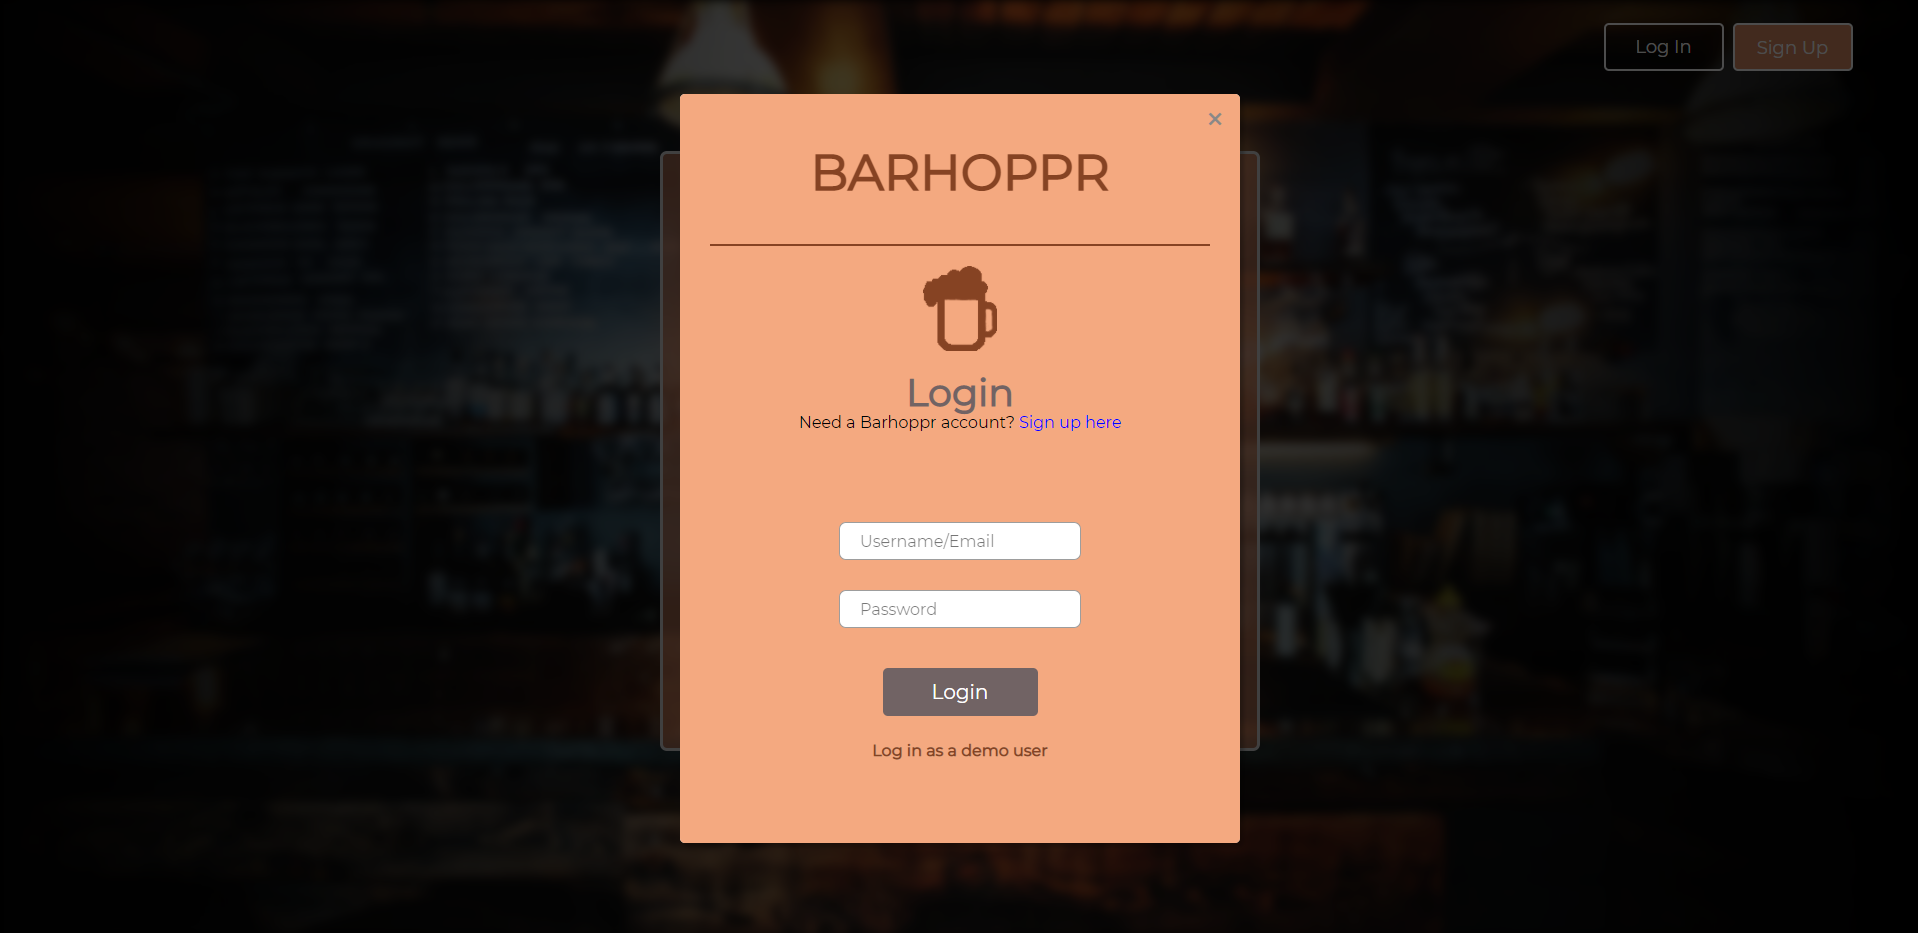 Log In
Sign Up
×
BARHOPPR
Login
Need a Barhoppr account? Sign up here
Username/Email
Password
Login
Log in as a demo user